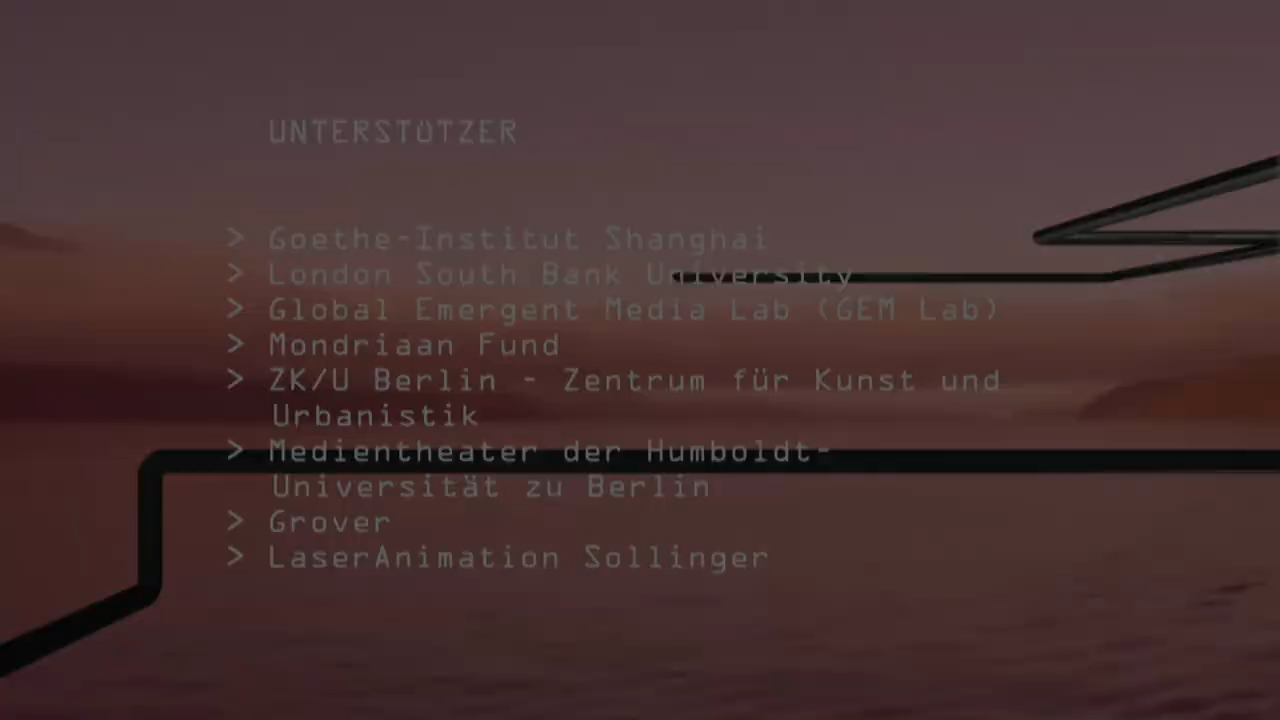 UNTERSTÜTZER
> Goethe-Institut Shanghai
> London South Bank University
> Global Emergent Media Lab (GEM Lab)
> Mondriaan Fund
> ZK/U Berlin - Zentrum für Kunst und
Urbanistik
> Medientheater der Humboldt-
Universität zu Berlin
> Grover
> LaserAnimation Sollinger